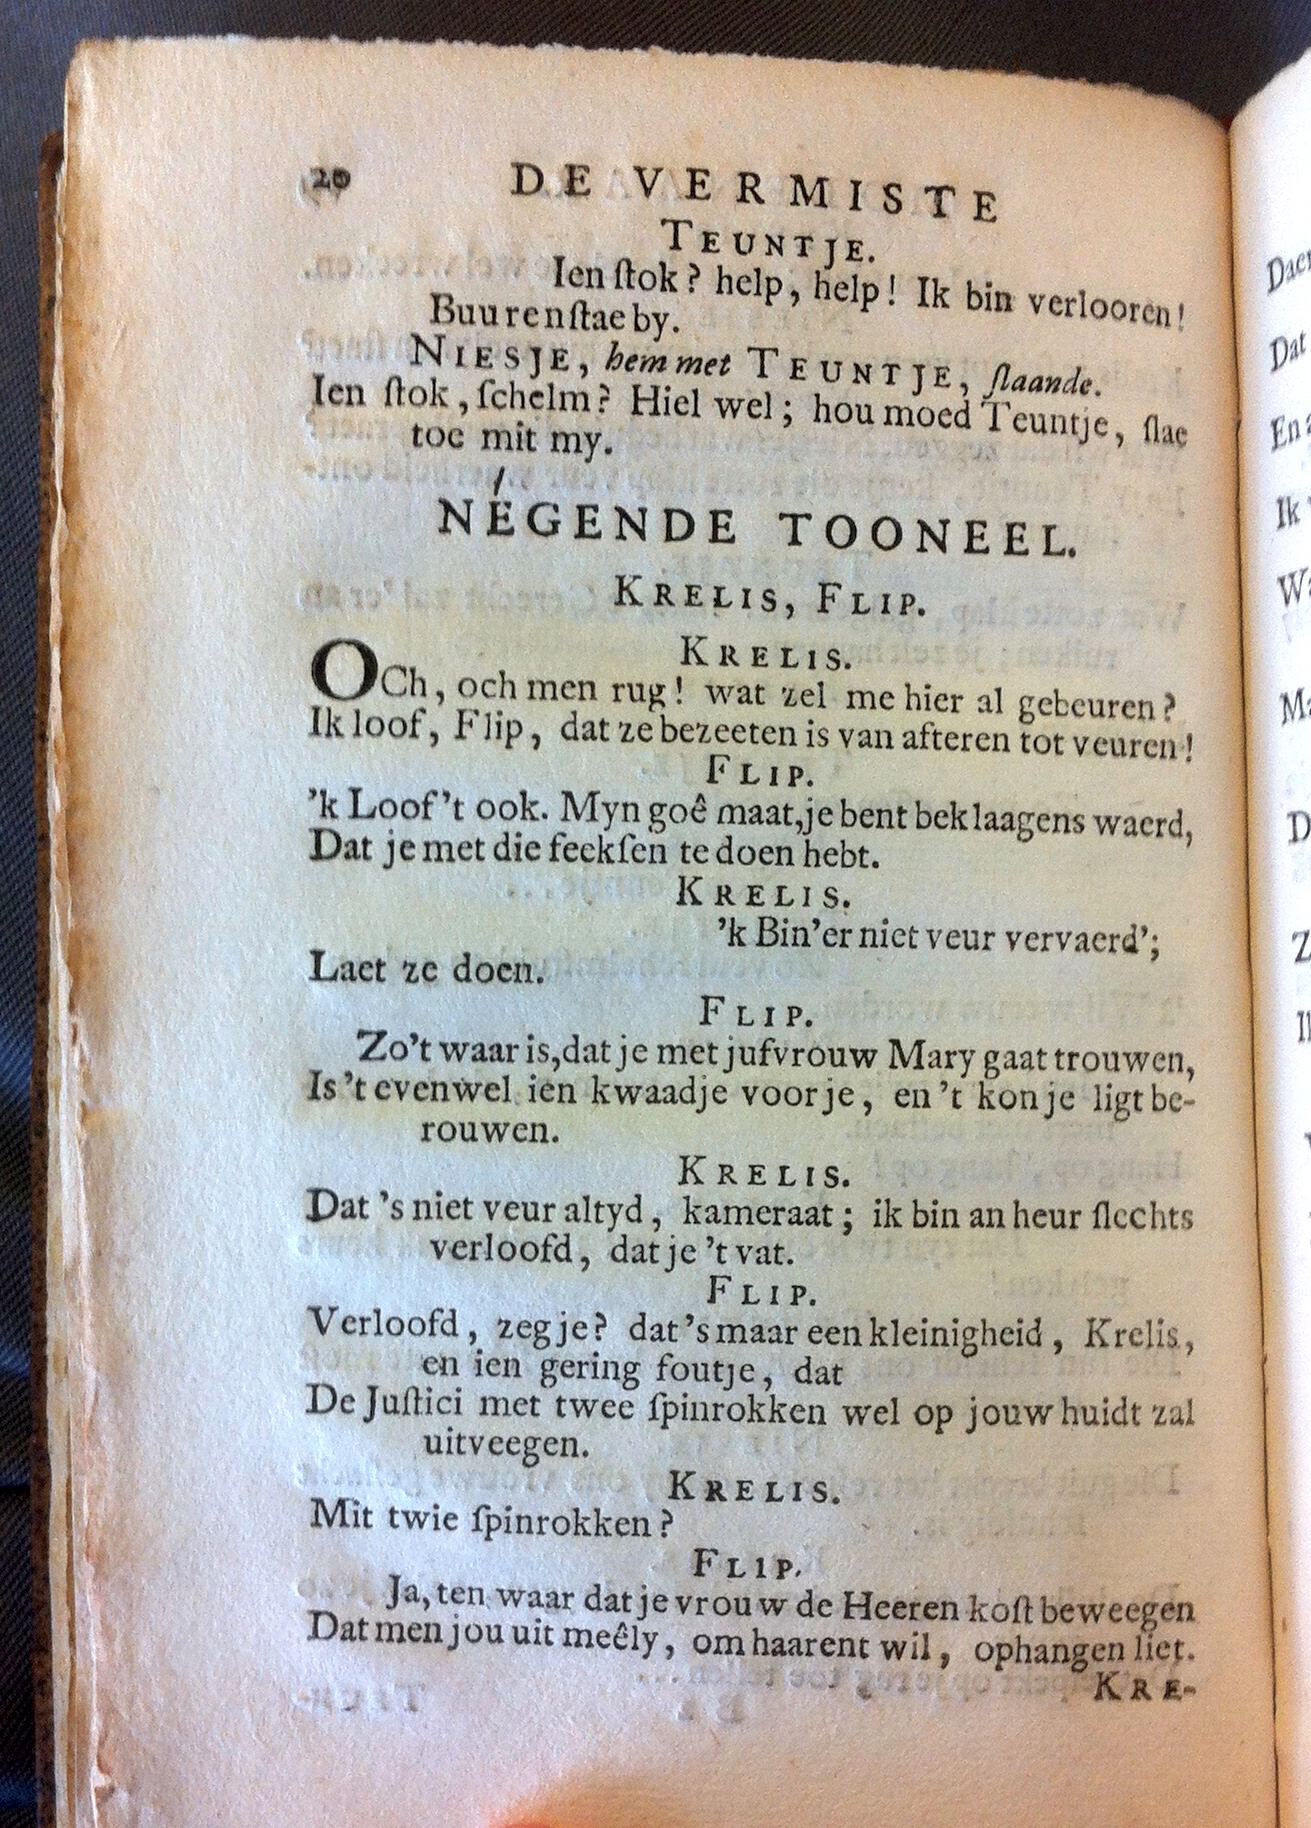 20 DE VERMISTE
TEUNTJE.
Ien ſtok? help, help! Ik bin verlooren!
Buuren ſtae by.
NIESJE, hem met TEUNTJE, ſlaande.
Ien ſtok, ſchelm? Hiel wel; hou moed Teuntje, ſlae
toe mit my.
NÉGENDE TOONEEL.
KRELIS, FLIP.
KRELIS.
OCh, och men rug! wat zel me hier al gebeuren?
Ik loof, Flip, dat ze bezeeten is van afteren tot veuren!
FLIP.
'k Loof 't ook. Myn goê maat, je bent beklaagens waerd,
Dat je met die feekſen te doen hebt.
KRELIS.
'k Bin 'er niet veur vervaerd';
Laet ze doen.
FLIP.
Zo't waar is, dat je met jufvrouw Mary gaat trouwen,
Is 't evenwel ien kwaadje voor je, en 't kon je ligt be-
rouwen.
KRELIS.
Dat 's niet veur altyd, kameraat; ik bin an heur ſlechts
verloofd, dat je 't vat.
FLIP.
Verloofd, zeg je? dat 's maar een kleinigheid, Krelis,
en ien gering foutje, dat
De Juſtici met twee ſpinrokken wel op jouw huidt zal
uitveegen.
KRELIS.
Mit twie ſpinrokken?
FLIP.
Ja, ten waar dat je vrouw de Heeren koſt beweegen
Dat men jou uit meêly, om haarent wil, ophangen liet.
KRE-
Daer
Dat
En
Ik